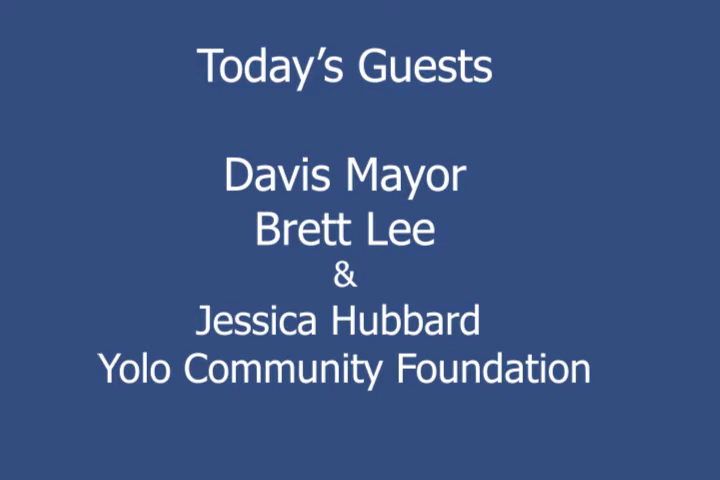 Today’s Guests
Davis Mayor
Brett Lee
&
Jessica Hubbard
Yolo Community Foundation